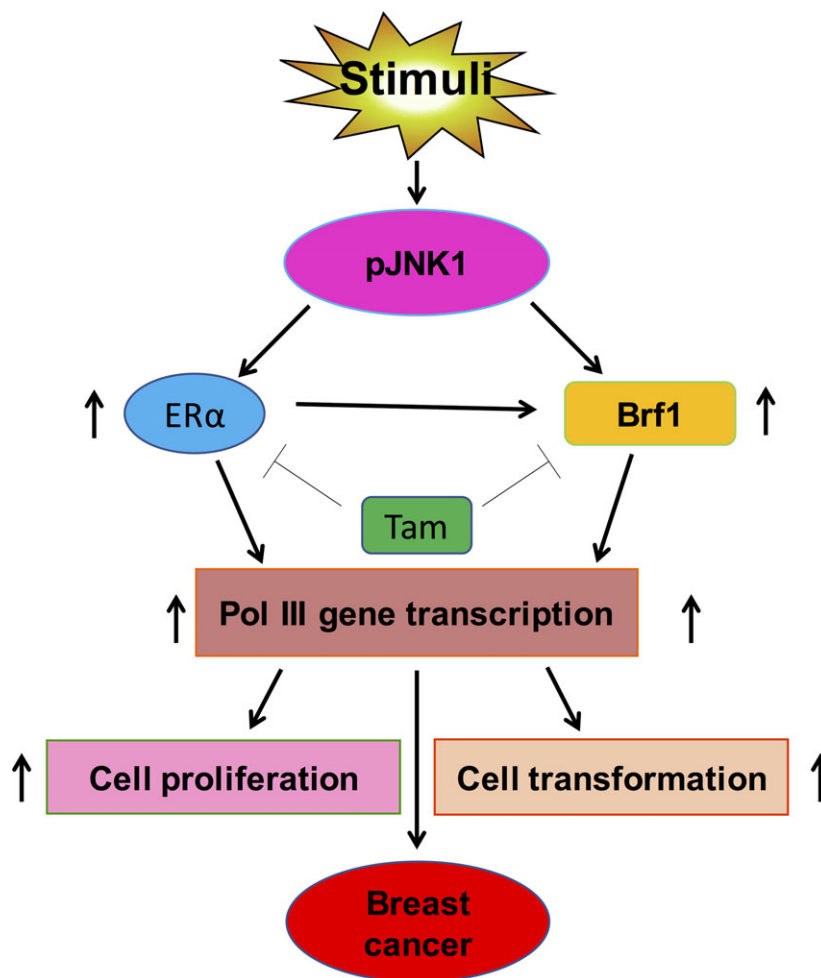 Stimuli
pJNK1
ERα
Brf1
Tam
Pol III gene transcription
Cell proliferation
Cell transformation
Breast
cancer